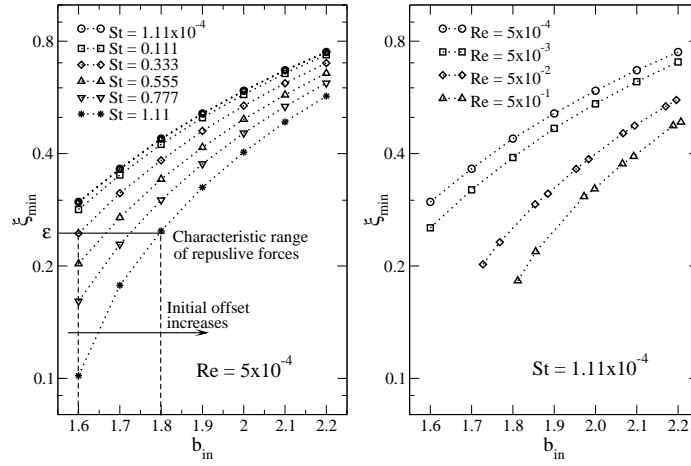 St = 1.11x10-4
St = 0.111
St = 0.333
St = 0.555
St = 0.777
St = 1.11
0.8
0.4
0.2
0.1
ξmin
ε
Characteristic range
of repuslive forces
Initial offset
increases
Re = 5x10-4
1.6 1.7 1.8 1.9 2 2.1 2.2
bin
Re = 5x10-4
Re = 5x10-3
Re = 5x10-2
Re = 5x10-1
0.8
0.4
0.2
0.1
ξmin
St = 1.11x10-4
1.6 1.7 1.8 1.9 2.0 2.1 2.2
bin